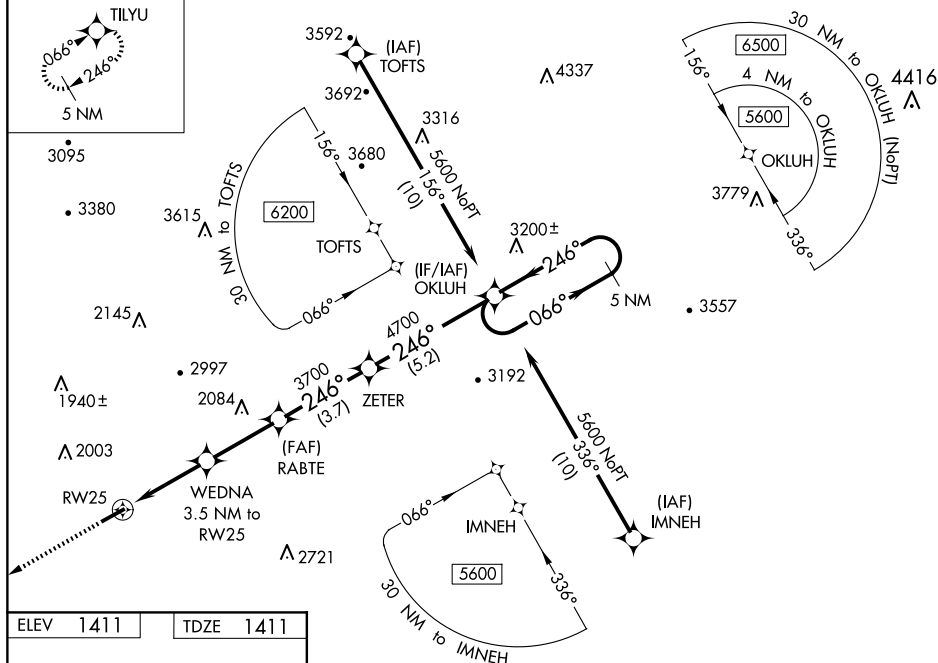 TILYU
066°
246°
5 NM
3592
(IAF)
TOFTS
3692
4337
3316
5600 NoPT
156°
(10)
30 NM to OKLUH (NoPT)
6500
4416
156°
4 NM to OKLUH
5600
OKLUH
3779
336°
3095
3380
3615
156°
3680
30 NM to TOFTS
6200
TOFTS
066°
3200±
(IF/IAF)
OKLUH
246°
066°
5 NM
3557
2145
4700
246°
(5.2)
2997
3700
246°
(3.7)
ZETER
3192
1940±
2084
(FAF)
RABTE
5600 NoPT
336°
(10)
2003
RW25
WEDNA
3.5 NM to
RW25
(IAF)
IMNEH
066°
IMNEH
2721
5600
336°
30 NM to IMNEH
ELEV 1411
TDZE 1411